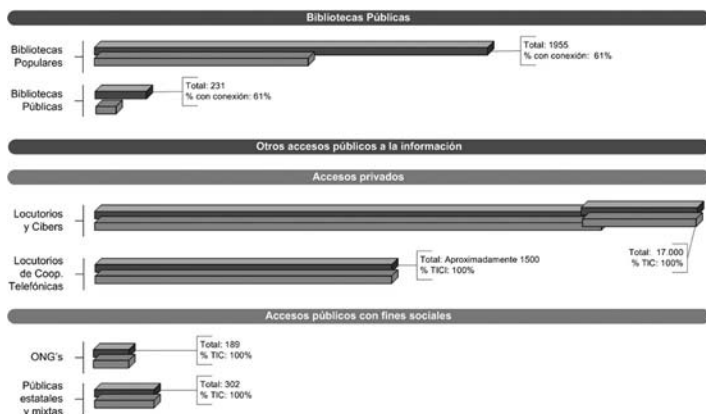 Bibliotecas Públicas
Bibliotecas
Populares
Total: 1955
% con conexión: 61%
Bibliotecas
Públicas
Total: 231
% con conexión: 61%
Otros accesos públicos a la información
Accesos privados
Locutorios
y Cibers
Total: 17.000
% TIC: 100%
Locutorios
de Coop.
Telefónicas
Total: Aproximadamente 1500
% TICI: 100%
Accesos públicos con fines sociales
ONG's
Total: 189
% TIC: 100%
Públicas
estatales
y mixtas
Total: 302
% TIC: 100%